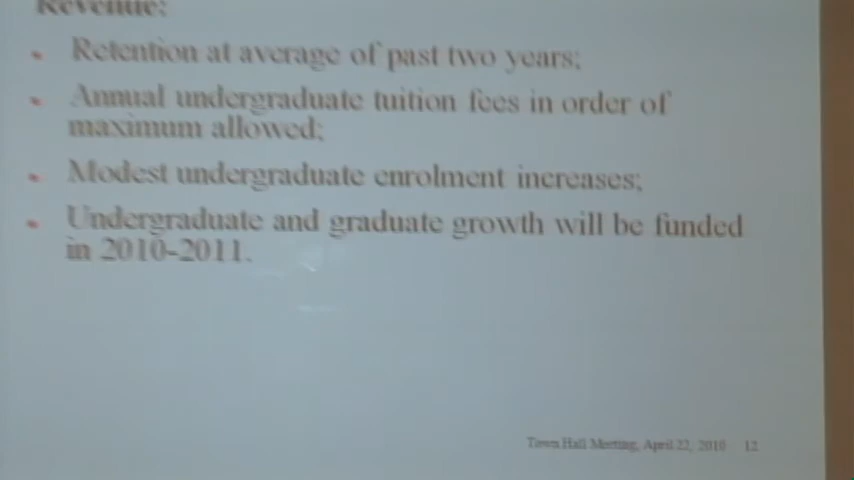 Revenue:
Retention at average of past two years;
Annual undergraduate tuition fees in order of
maximum allowed;
Modest undergraduate enrolment increases;
Undergraduate and graduate growth will be funded
in 2010-2011.
Town Hall Meeting, April 22, 2010 12